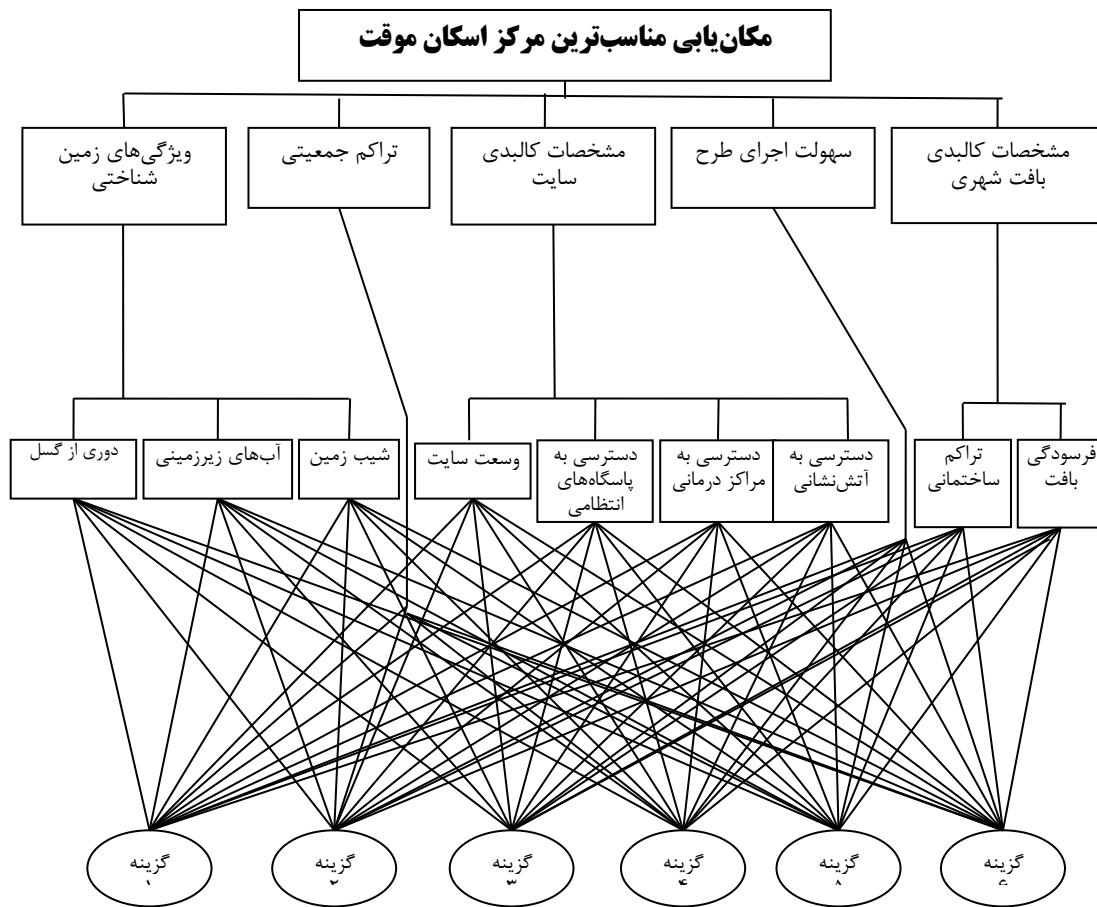 مکان‌یابی مناسب‌ترین مرکز اسکان موقت
مشخصات کالبدی
بافت شهری
سهولت اجرای طرح
مشخصات کالبدی
سایت
تراکم جمعیتی
ویژگی‌های زمین
شناختی
فرسودگی
بافت
تراکم
ساختمانی
دسترسی به
آتش‌نشانی
دسترسی به
مراکز درمانی
دسترسی به
پاسگاه‌های
انتظامی
وسعت سایت
شیب زمین
آب‌های زیرزمینی
دوری از گسل
گزینه
۶
گزینه
۵
گزینه
۴
گزینه
۳
گزینه
۲
گزینه
۱